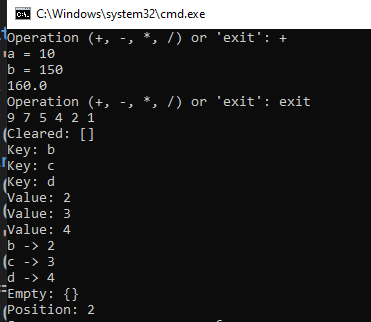 C:\Windows\system32\cmd.exe
Operation (+, -, *, /) or 'exit': +
a = 10
b = 150
160.0
Operation (+, -, *, /) or 'exit': exit
9 7 5 4 2 1
Cleared: []
Key: b
Key: c
Key: d
Value: 2
Value: 3
Value: 4
b -> 2
c -> 3
d -> 4
Empty: {}
Position: 2